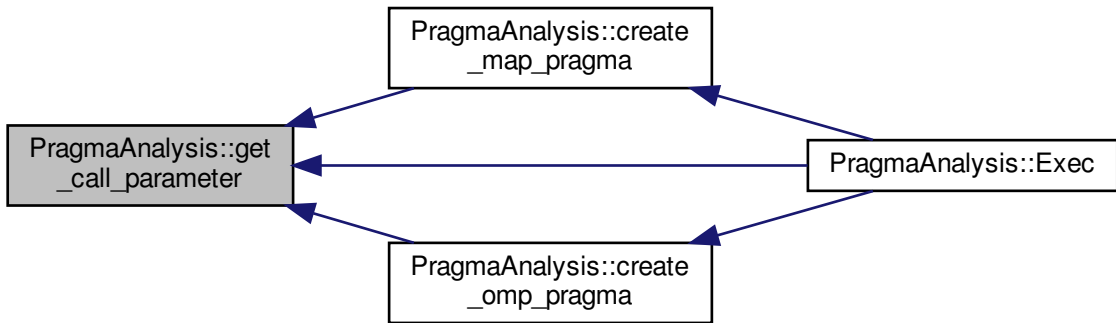 PragmaAnalysis::create
_map_pragma
PragmaAnalysis::get
_call_parameter
PragmaAnalysis::Exec
PragmaAnalysis::create
_omp_pragma